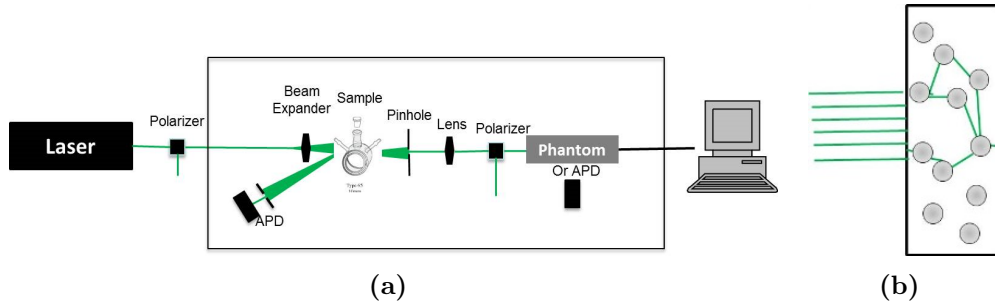 Laser
Polarizer
Beam
Expander
Sample
Pinhole
Lens
Polarizer
Phantom
Or APD
APD
(a)
(b)